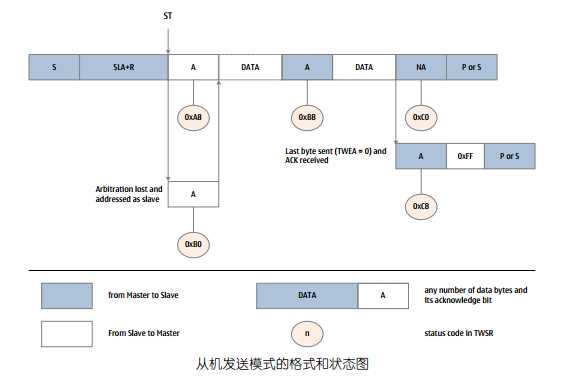 ST
S SLA+R A DATA A DATA NA P or S
0xAB 0xBB 0xC0
Last byte sent (TWEA = 0) and
ACK received
A 0xFF P or S
Arbitration lost and
addressed as slave
A
0xCB
0xB0
from Master to Slave
DATA A
any number of data bytes and
Its acknowledge bit
From Slave to Master
n
status code in TWSR
从机发送模式的格式和状态图